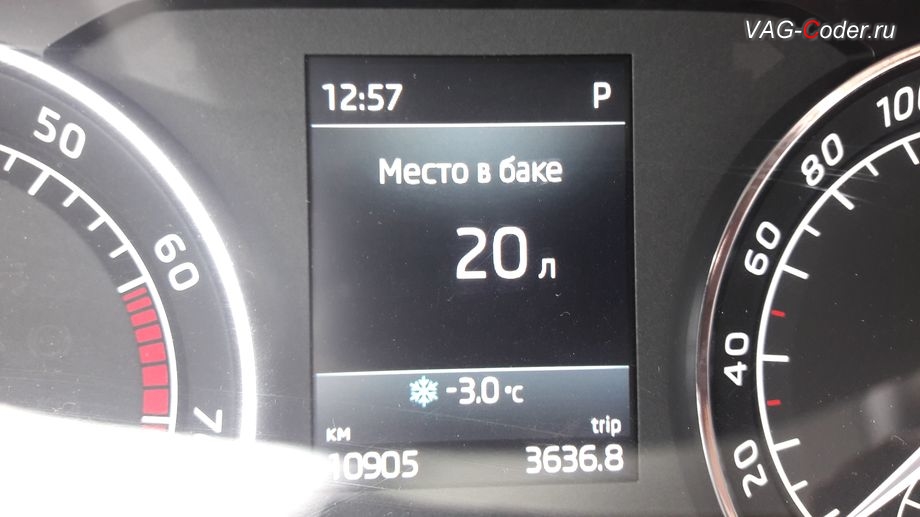 VAG-Coder.ru
12:57 P
Место в баке
20 л
-3.0 °C
км trip
10905 3636.8
50
60
100
80
60
40
20